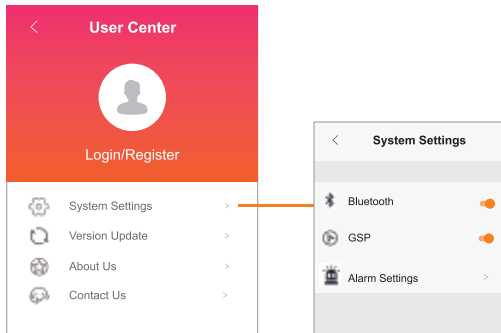 User Center
Login/Register
System Settings
Version Update
About Us
Contact Us
System Settings
Bluetooth
GSP
Alarm Settings